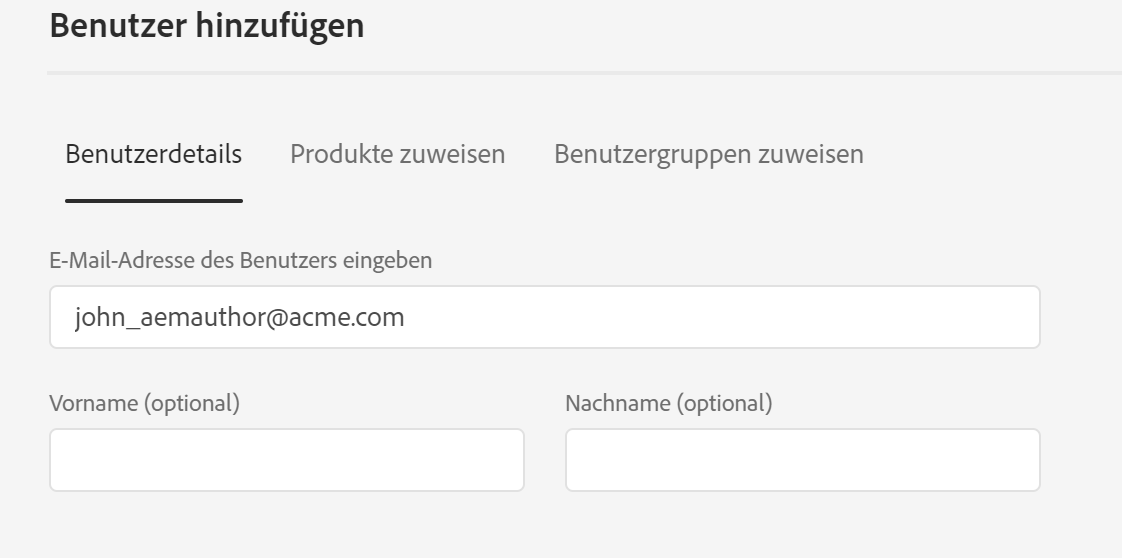 Benutzer hinzufügen
Benutzerdetails Produkte zuweisen Benutzergruppen zuweisen
E-Mail-Adresse des Benutzers eingeben
john_aemauthor@acme.com
Vorname (optional) Nachname (optional)